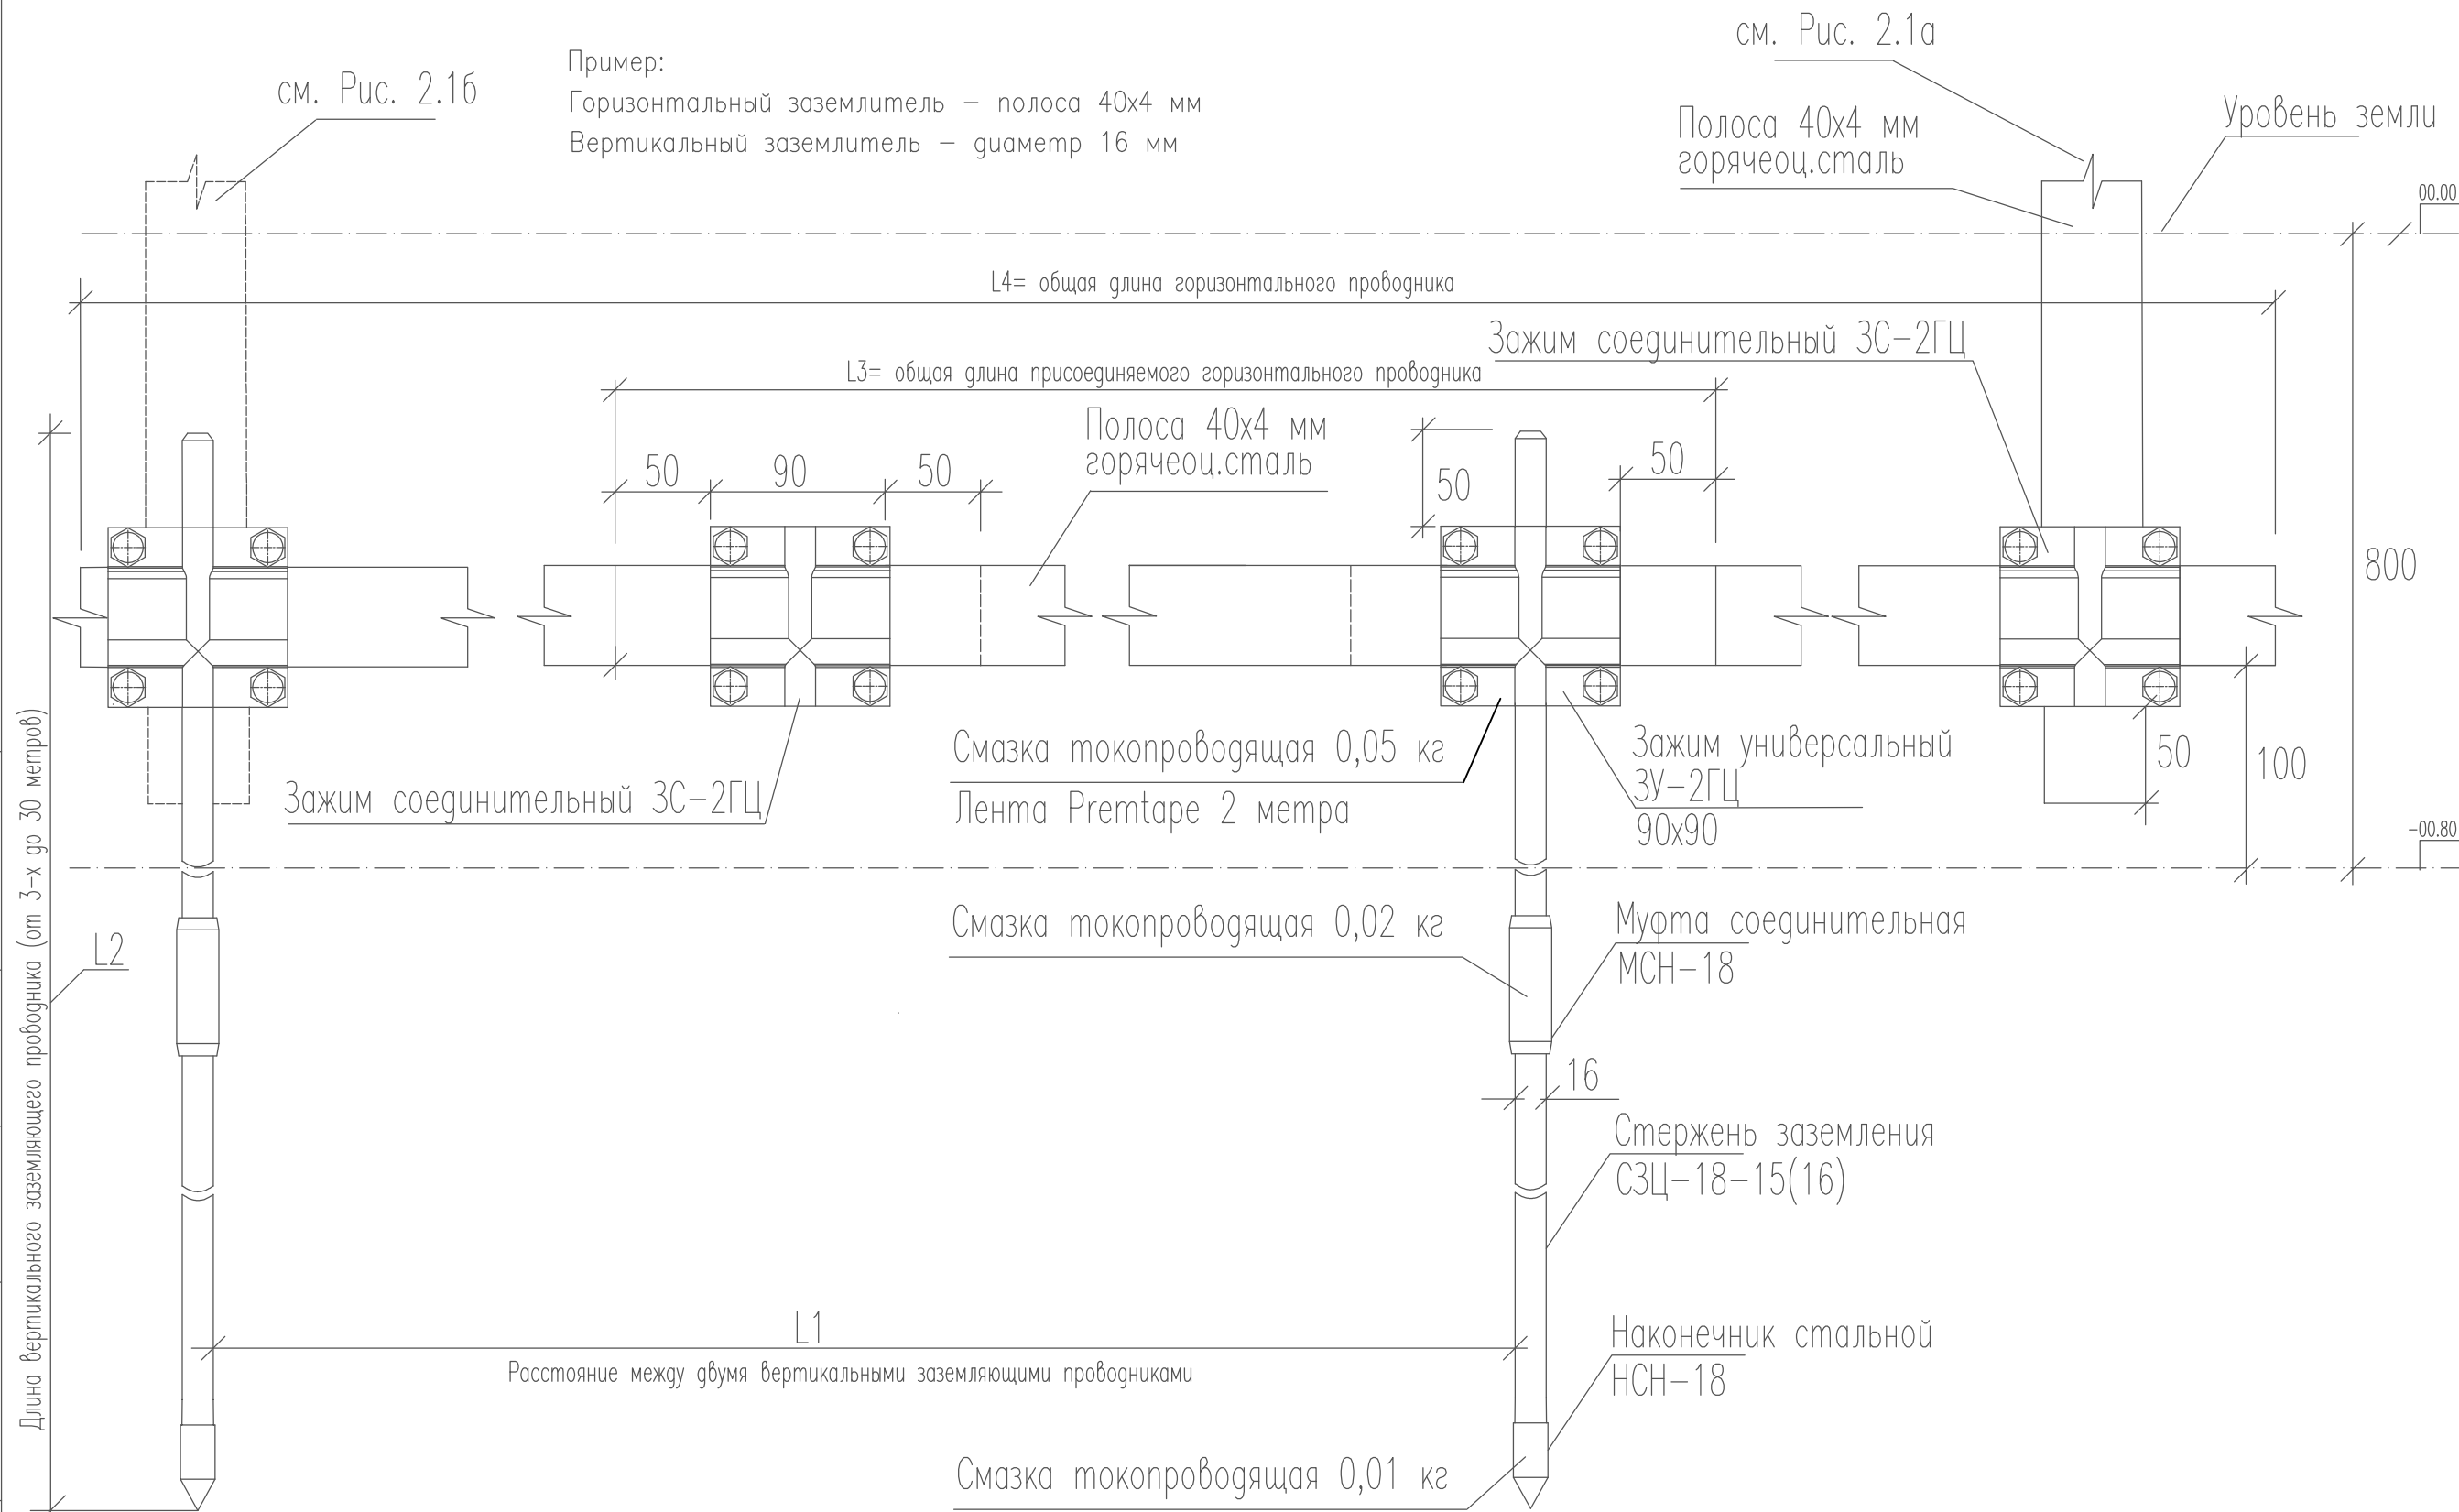 см. Рис. 2.1а
Пример:
см. Рис. 2.1б
Горизонтальный заземлитель – полоса 40х4 мм
Вертикальный заземлитель – диаметр 16 мм
Полоса 40х4 мм
горячеоц.сталь
Уровень земли
00.00
L4= общая длина горизонтального проводника
Зажим соединительный ЗС-2ГЦ
L3= общая длина присоединяемого горизонтального проводника
Полоса 40х4 мм
горячеоц.сталь
50
90
50
50
50
800
Смазка токопроводящая 0,05 кг
Лента Premtape 2 метра
Зажим универсальный
ЗУ-2ГЦ
90х90
50
100
Зажим соединительный ЗС-2ГЦ
-00.80
Длина вертикального заземляющего проводника (от 3-х до 30 метров)
L2
Смазка токопроводящая 0,02 кг
Муфта соединительная
МСН-18
16
Стержень заземления
СЗЦ-18-15(16)
L1
Расстояние между двумя вертикальными заземляющими проводниками
Наконечник стальной
НСН-18
Смазка токопроводящая 0,01 кг